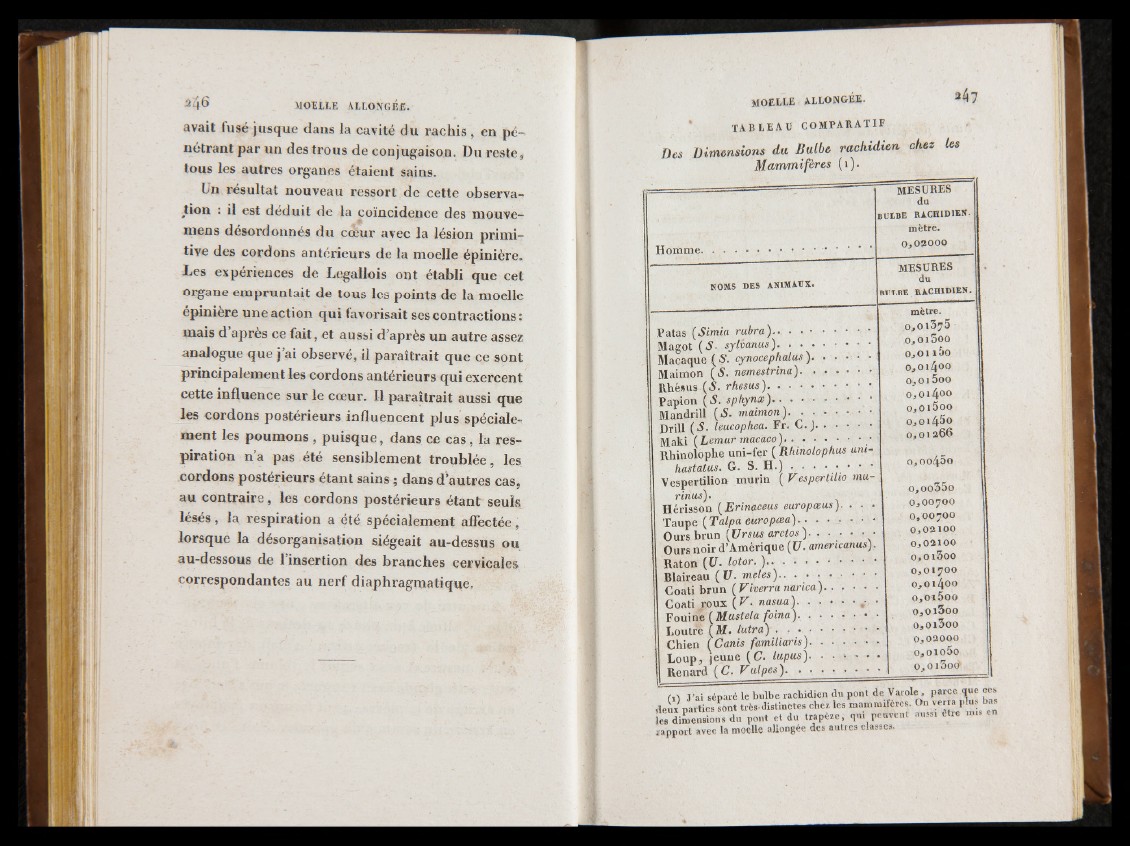 246 MOELLE ALLONGÉE.
avait fusé jusque dans la cavité du rachis, en pé-
nétrant par un des trous de conjugaison. Du reste,
tous les autres organes étaient sains.
Un résultat nouveau ressort de cette observa-
tion : il est déduit de la coïncidence des mouve-
mens désordonnés du cœur avec la lésion primi-
tive des cordons antérieurs de la moelle épinière.
Les expériences de Legallois ont établi que cet
organe empruntait de tous les points de la moelle
épinière une action qui favorisait ses contractions :
mais d'après ce fait, et aussi d'après un autre assez
analogue que j'ai observé, il paraîtrait que ce sont
principalement les cordons antérieurs qui exercent
cette influence sur le cœur. Il paraîtrait aussi que
les cordons postérieurs influencent plus spéciale-
ment les poumons, puisque, dans ce cas, la res-
piration n'a pas été sensiblement troublée, les
cordons postérieurs étant sains ; dans d'autres cas,
au contraire, les cordons postérieurs étant seuls
lésés, la respiration a été spécialement affectée,
lorsque la désorganisation siégeait au-dessus ou
au-dessous de l'insertion des branches cervicales
correspondantes au nerf diaphragmatique.
MOELLE ALLONGÉE. 247
TABLEAU COMPARATIF
Des Dimensions du Bulbe rachidien chez les
Mammifères (1).
MESURES
du
BULBE RACHIDIEN.
mètre.
Homme. . . . . . . . . . . . . . . . 0,02000
NOMS DES ANIMAUX.
MESURES
du
BULBE RACHIDIEN.
mètre.
Patas (Simia rubra). . . . . . . . . . 0,01375
Magot (S. sylvanus). . . . . . . . . 0,01300
Macaque (S. cynocephalus). . . . . . 0,01150
Maimon (S. nemestrina). . . . . . . 0,01400
Rhésus (S. rhesus). . . . . . . . . . 0,01500
Papion (S. sphynx). . . . . . . . . . 0,01400
Mandrill (S. maimon). . . . . . . . 0,01500
Drill (S. leucophea. Fr. C.). . . . . . 0,01450
Maki (Lemur macaco). . . . . . . . . 0,01266
Rhinolophe uni-fer (Rhinolophus uni-
hastatus. G. S. H.) . . . . . . . . 0,00450
Vespertilion murin (Vespertilio mu-
rinus). 0,00350
Hérisson (Erinaceus europœus). . . . 0,00700
Taupe (Talpa europœa). . . . . . . . 0,00700
Ours brun (Ursus arctos). . . . . . . 0,02100
Ours noir d'Amérique (U. americanus). 0,02100
Raton (U. lotor.). . . . . . . . . . . 0,01300
Blaireau (U. meles). . . . . . . . . . 0,01700
Coati brun (Viverra narica). . . . . . 0,01400
Coati roux (V. nasua). . . . . . . . 0,01500
Fouine (Mustela foina). . . . . . . . 0,01300
Loutre (M. lutra) . . . . . . . . . . 0,01300
Chien (Canis familiaris). . . . . . . 0,02000
Loup, jeune (C. lupus). . . . . . . . 0,01050
Renard (C. Vulpes). . . . . . . . . 0,01300
(1) J'ai séparé le bulbe rachidien du pont de Varole, parce que ces
deux parties sont très-distinctes chez les mammifères. On verra plus bas
les dimensions du pont et du trapèze, qui peuvent aussi être mis en
rapport avec la moelle allongée des autres classes.